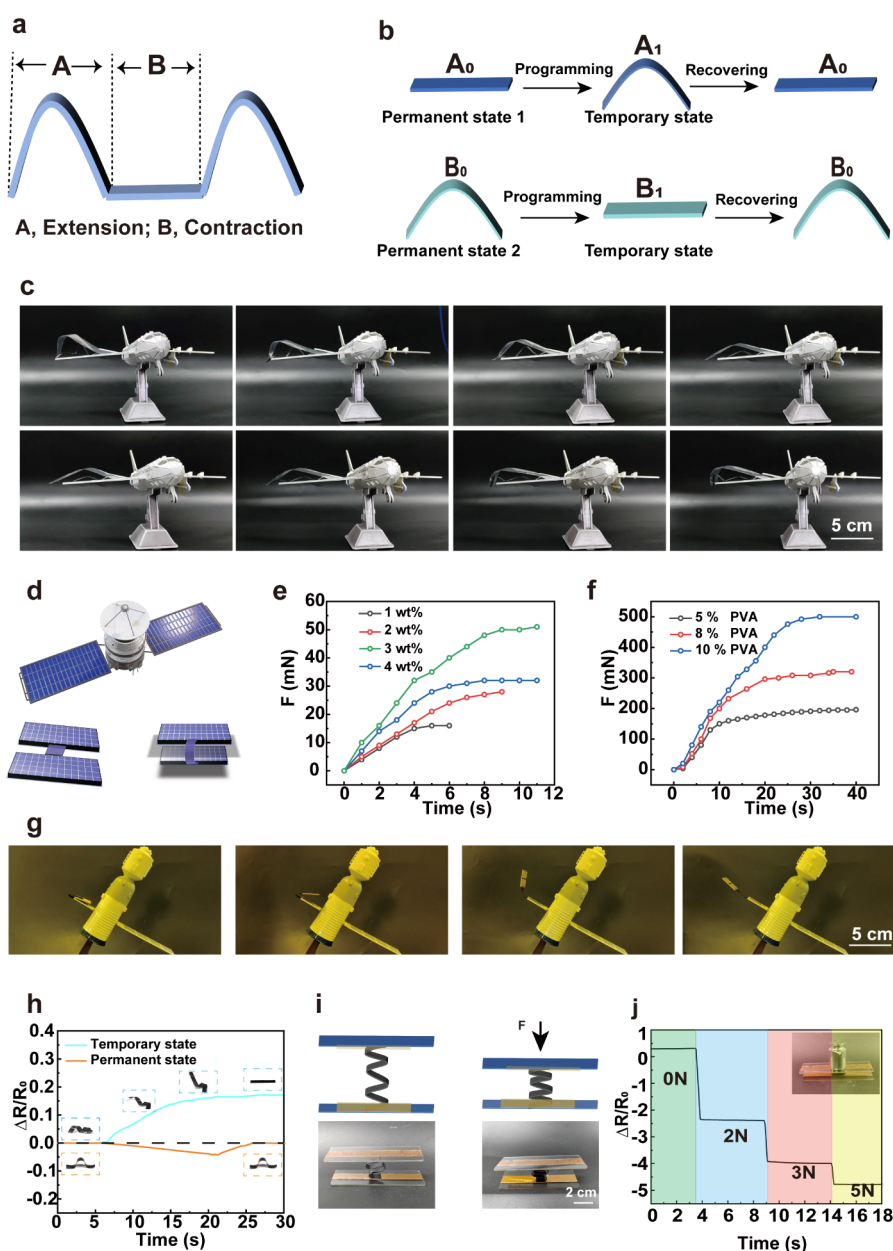 a
A
B
A, Extension; B, Contraction
b
A₀
Programming
A₁
Recovering
A₀
Permanent state 1
Temporary state
B₀
Programming
B₁
Recovering
B₀
Permanent state 2
Temporary state
c
5 cm
d
e
F (mN)
60
50
40
30
20
10
0
1 wt%
2 wt%
3 wt%
4 wt%
0 2 4 6 8 10 12
Time (s)
f
F (mN)
500
400
300
200
100
0
5 % PVA
8 % PVA
10 % PVA
0 10 20 30 40
Time (s)
g
5 cm
h
ΔR/R₀
0.4
0.3
0.2
0.1
0.0
-0.1
-0.2
Temporary state
Permanent state
0 5 10 15 20 25 30
Time (s)
i
F
2 cm
j
ΔR/R₀
1
0
-1
-2
-3
-4
-5
0N
2N
3N
5N
0 2 4 6 8 10 12 14 16 18
Time (s)